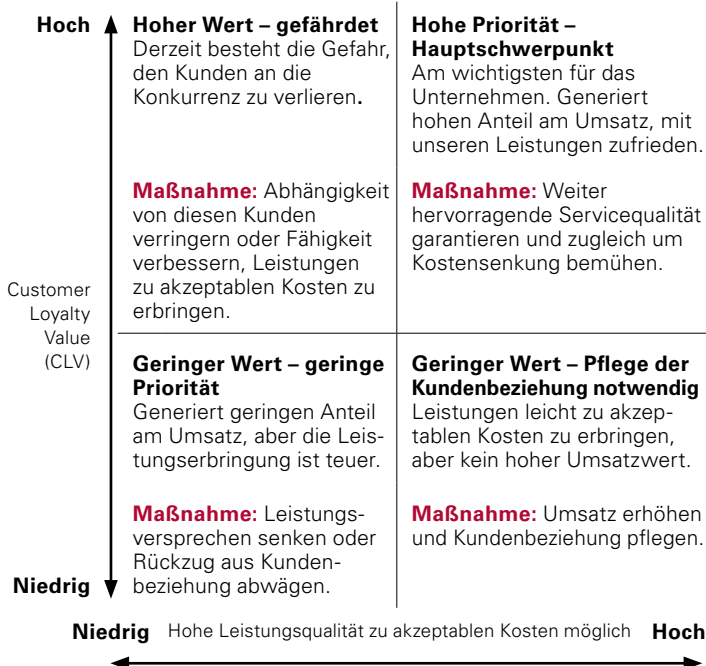 Hoch
Hoher Wert – gefährdet
Derzeit besteht die Gefahr,
den Kunden an die
Konkurrenz zu verlieren.
Maßnahme: Abhängigkeit
von diesen Kunden
verringern oder Fähigkeit
verbessern, Leistungen
zu akzeptablen Kosten zu
erbringen.
Hohe Priorität –
Hauptschwerpunkt
Am wichtigsten für das
Unternehmen. Generiert
hohen Anteil am Umsatz, mit
unseren Leistungen zufrieden.
Maßnahme: Weiter
hervorragende Servicequalität
garantieren und zugleich um
Kostensenkung bemühen.
Customer
Loyalty
Value
(CLV)
Geringer Wert – geringe
Priorität
Generiert geringen Anteil
am Umsatz, aber die Leis-
tungserbringung ist teuer.
Maßnahme: Leistungs-
versprechen senken oder
Rückzug aus Kunden-
beziehung abwägen.
Geringer Wert – Pflege der
Kundenbeziehung notwendig
Leistungen leicht zu akzep-
tablen Kosten zu erbringen,
aber kein hoher Umsatzwert.
Maßnahme: Umsatz erhöhen
und Kundenbeziehung pflegen.
Niedrig
Niedrig Hohe Leistungsqualität zu akzeptablen Kosten möglich Hoch